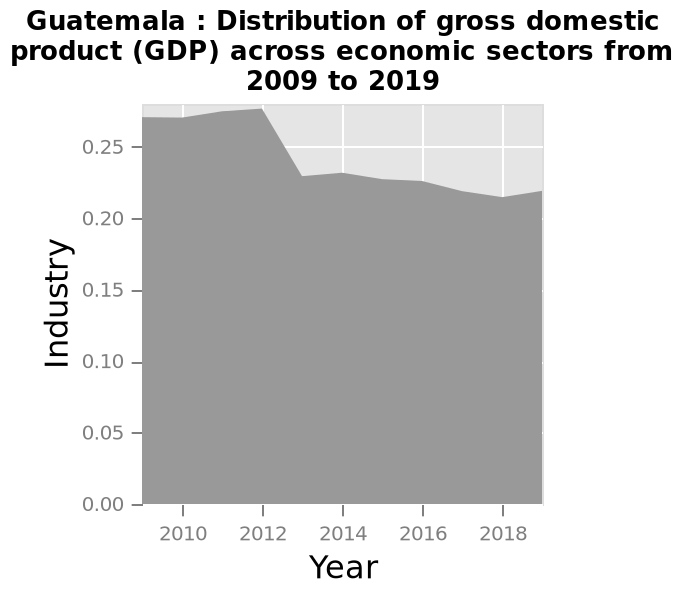 Guatemala : Distribution of gross domestic
product (GDP) across economic sectors from
2009 to 2019
0.25
0.20
0.15
0.10
0.05
0.00
Industry
2010 2012 2014 2016 2018
Year